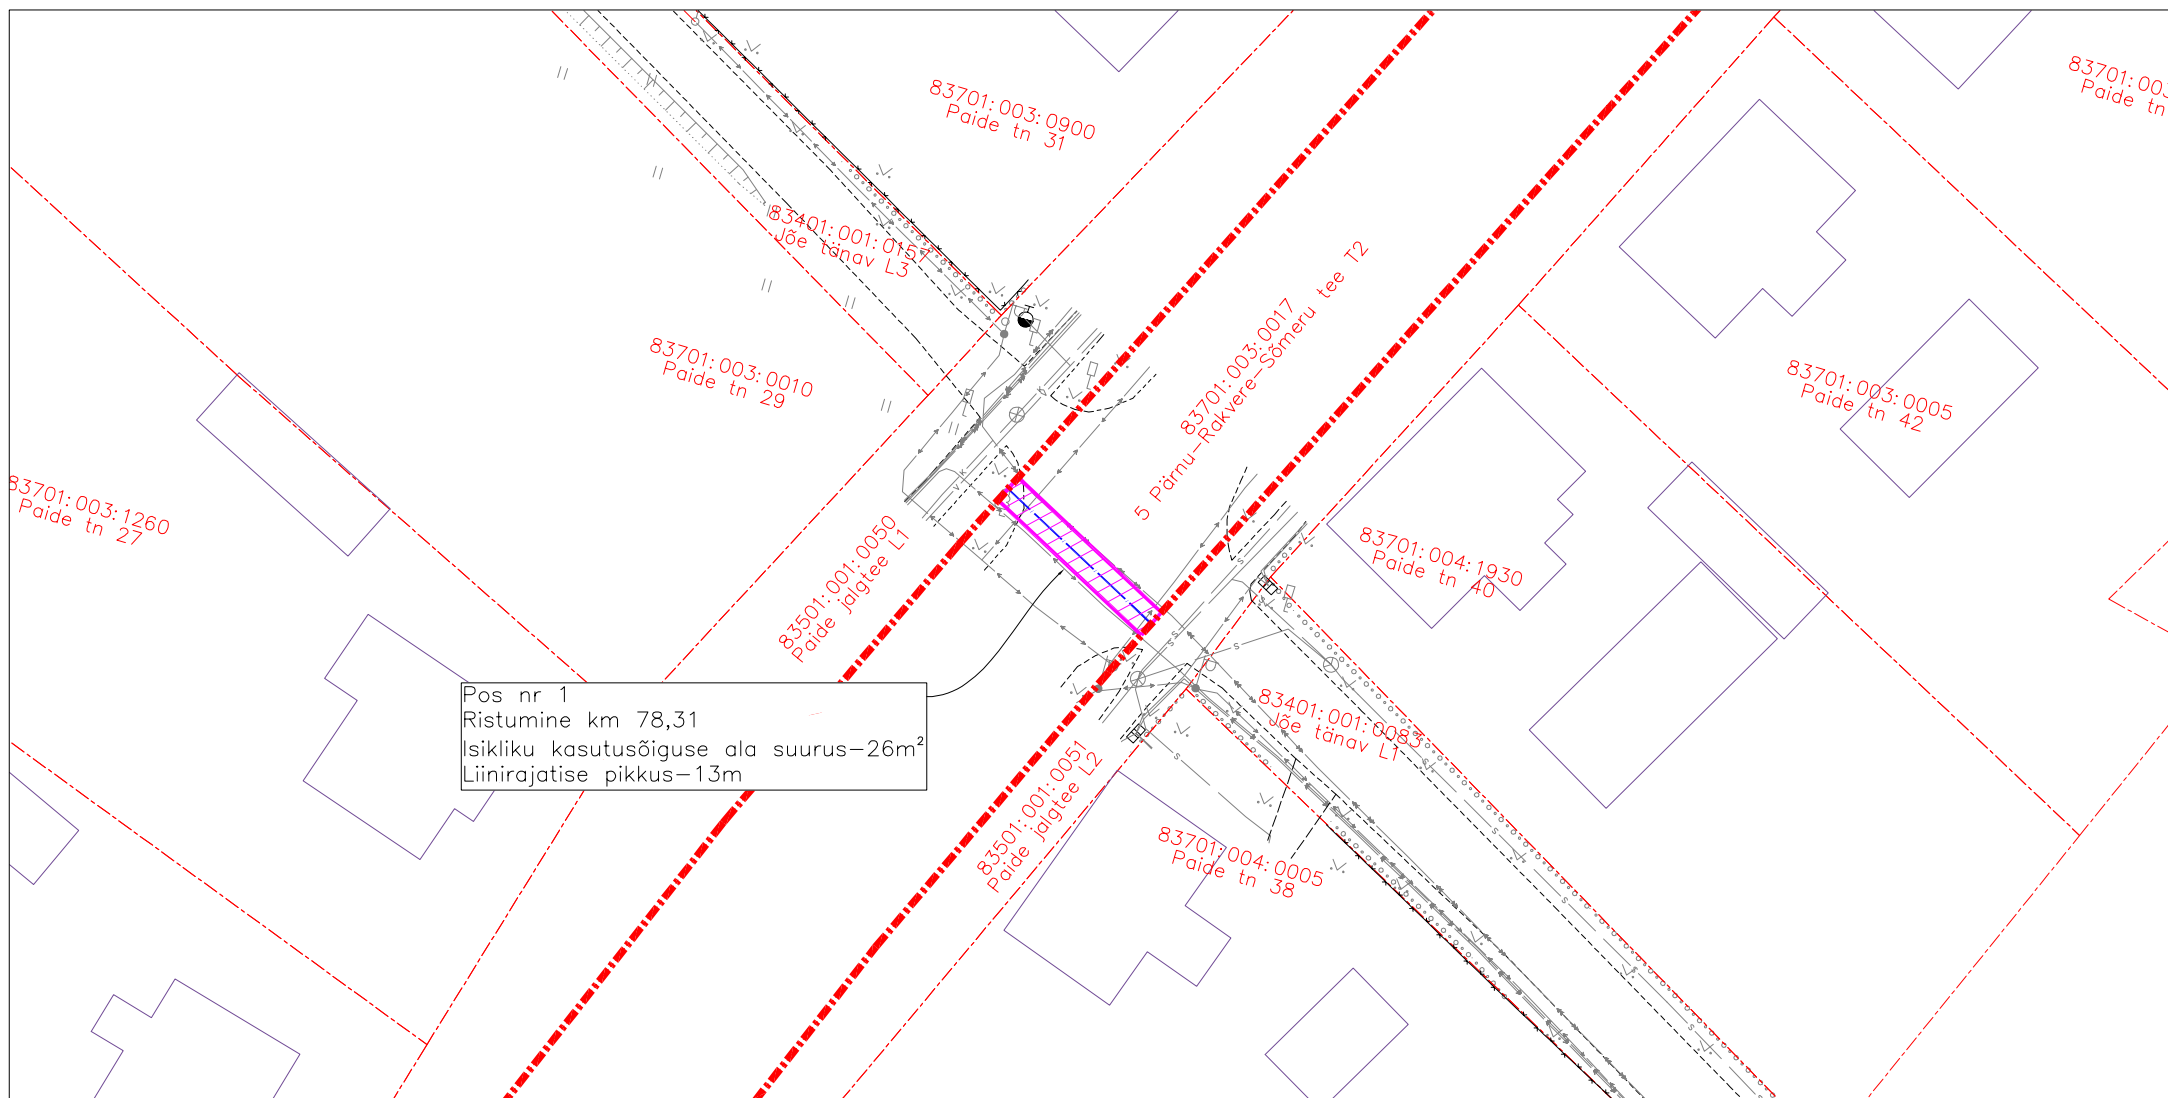 83701:003:0900
Paide tn 31
83701:003
Paide tn
83401:001:0157
Jõe tänav L3
83701:003:0017
5 Pärnu-Rakvere-Sõmeru tee T2
83701:003:0010
Paide tn 29
83701:003:0005
Paide tn 42
83701:003:1260
Paide tn 27
83501:001:0050
Paide jalgtee L1
83701:004:1930
Paide tn 40
Pos nr 1
Ristumine km 78,31
Isikliku kasutusõiguse ala suurus-26m²
Liinirajatise pikkus-13m
83401:001:0083
Jõe tänav L1
83501:001:0051
Paide jalgtee L2
83701:004:0005
Paide tn 38